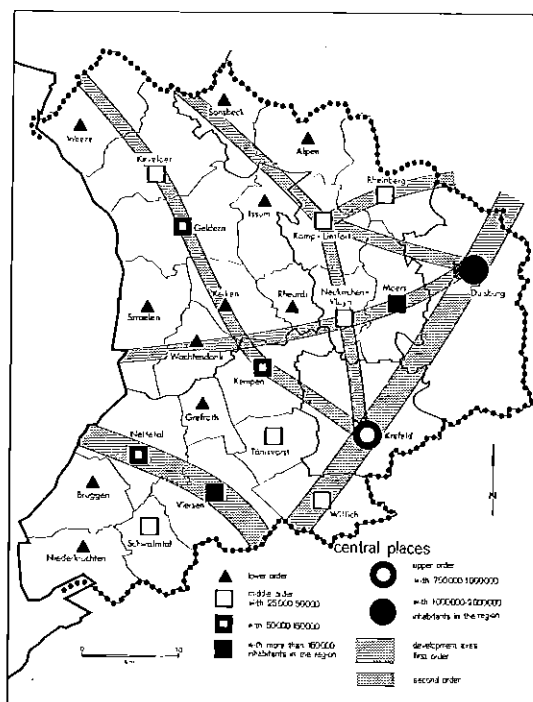 Sonsbeck
Alpen
Weeze
Kevelaer
Rheinberg
Issum
Geldern
Kamp-Lintfort
Moers
Duisburg
Kerken
Rheurdt
Neukirchen-
Vluyn
Straelen
Wachtendonk
Kempen
Grefrath
Krefeld
Nettetal
Tönisvorst
Viersen
Willich
Brüggen
Schwalmtal
Niederkrüchten
N
central places
lower order
middle order
with 25000-50000
with 50000-150000
with more than 150000
inhabitants in the region
upper order
with 750000-1000000
with 1000000-2000000
inhabitants in the region
development axes
first order
second order
0
10
km